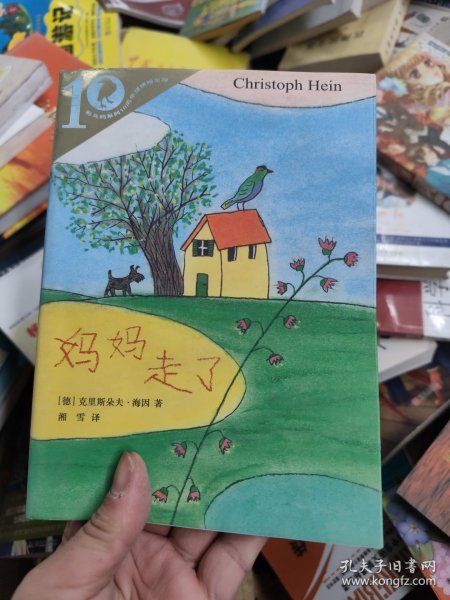 Christoph Hein
10
妈妈
走了
[德] 克里斯朵夫·海因 著
湘 雪 译
孔夫子旧书网
www.kongfz.com